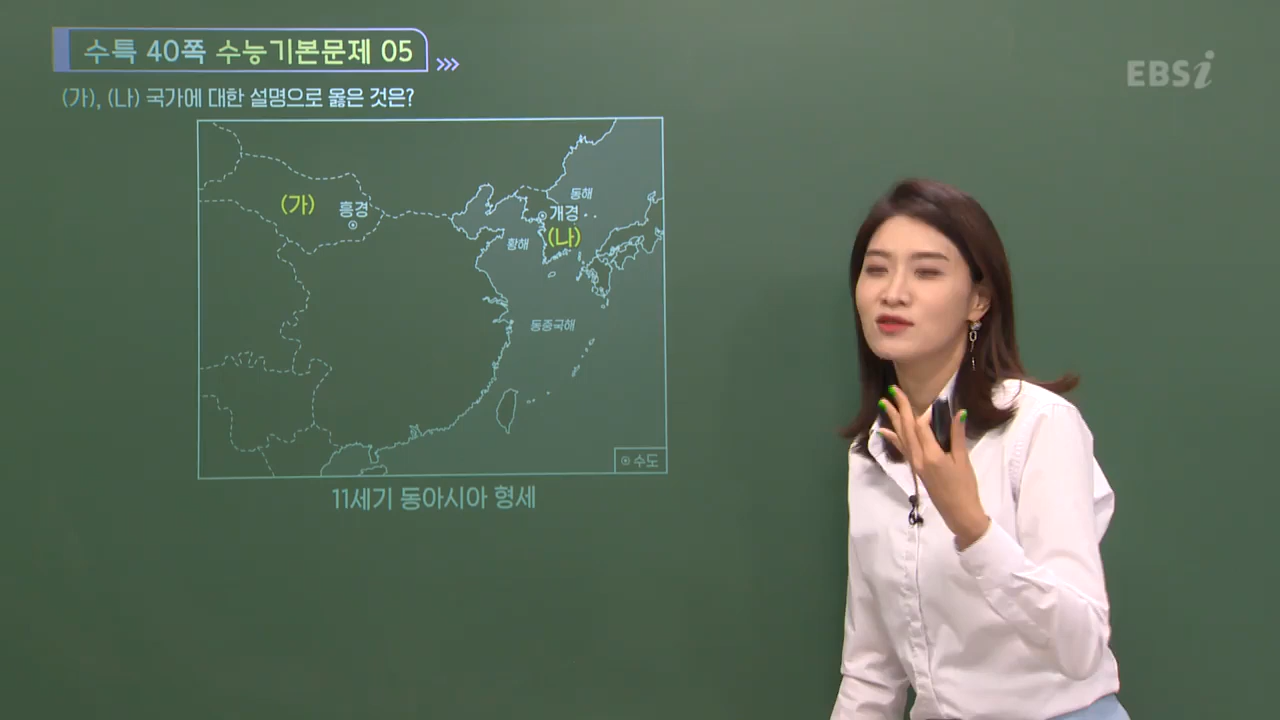 수특 40쪽 수능기본문제 05
EBSi
(가), (나) 국가에 대한 설명으로 옳은 것은?
동해
(가)
흥경
개경
(나)
황해
동중국해
수도
11세기 동아시아 형세